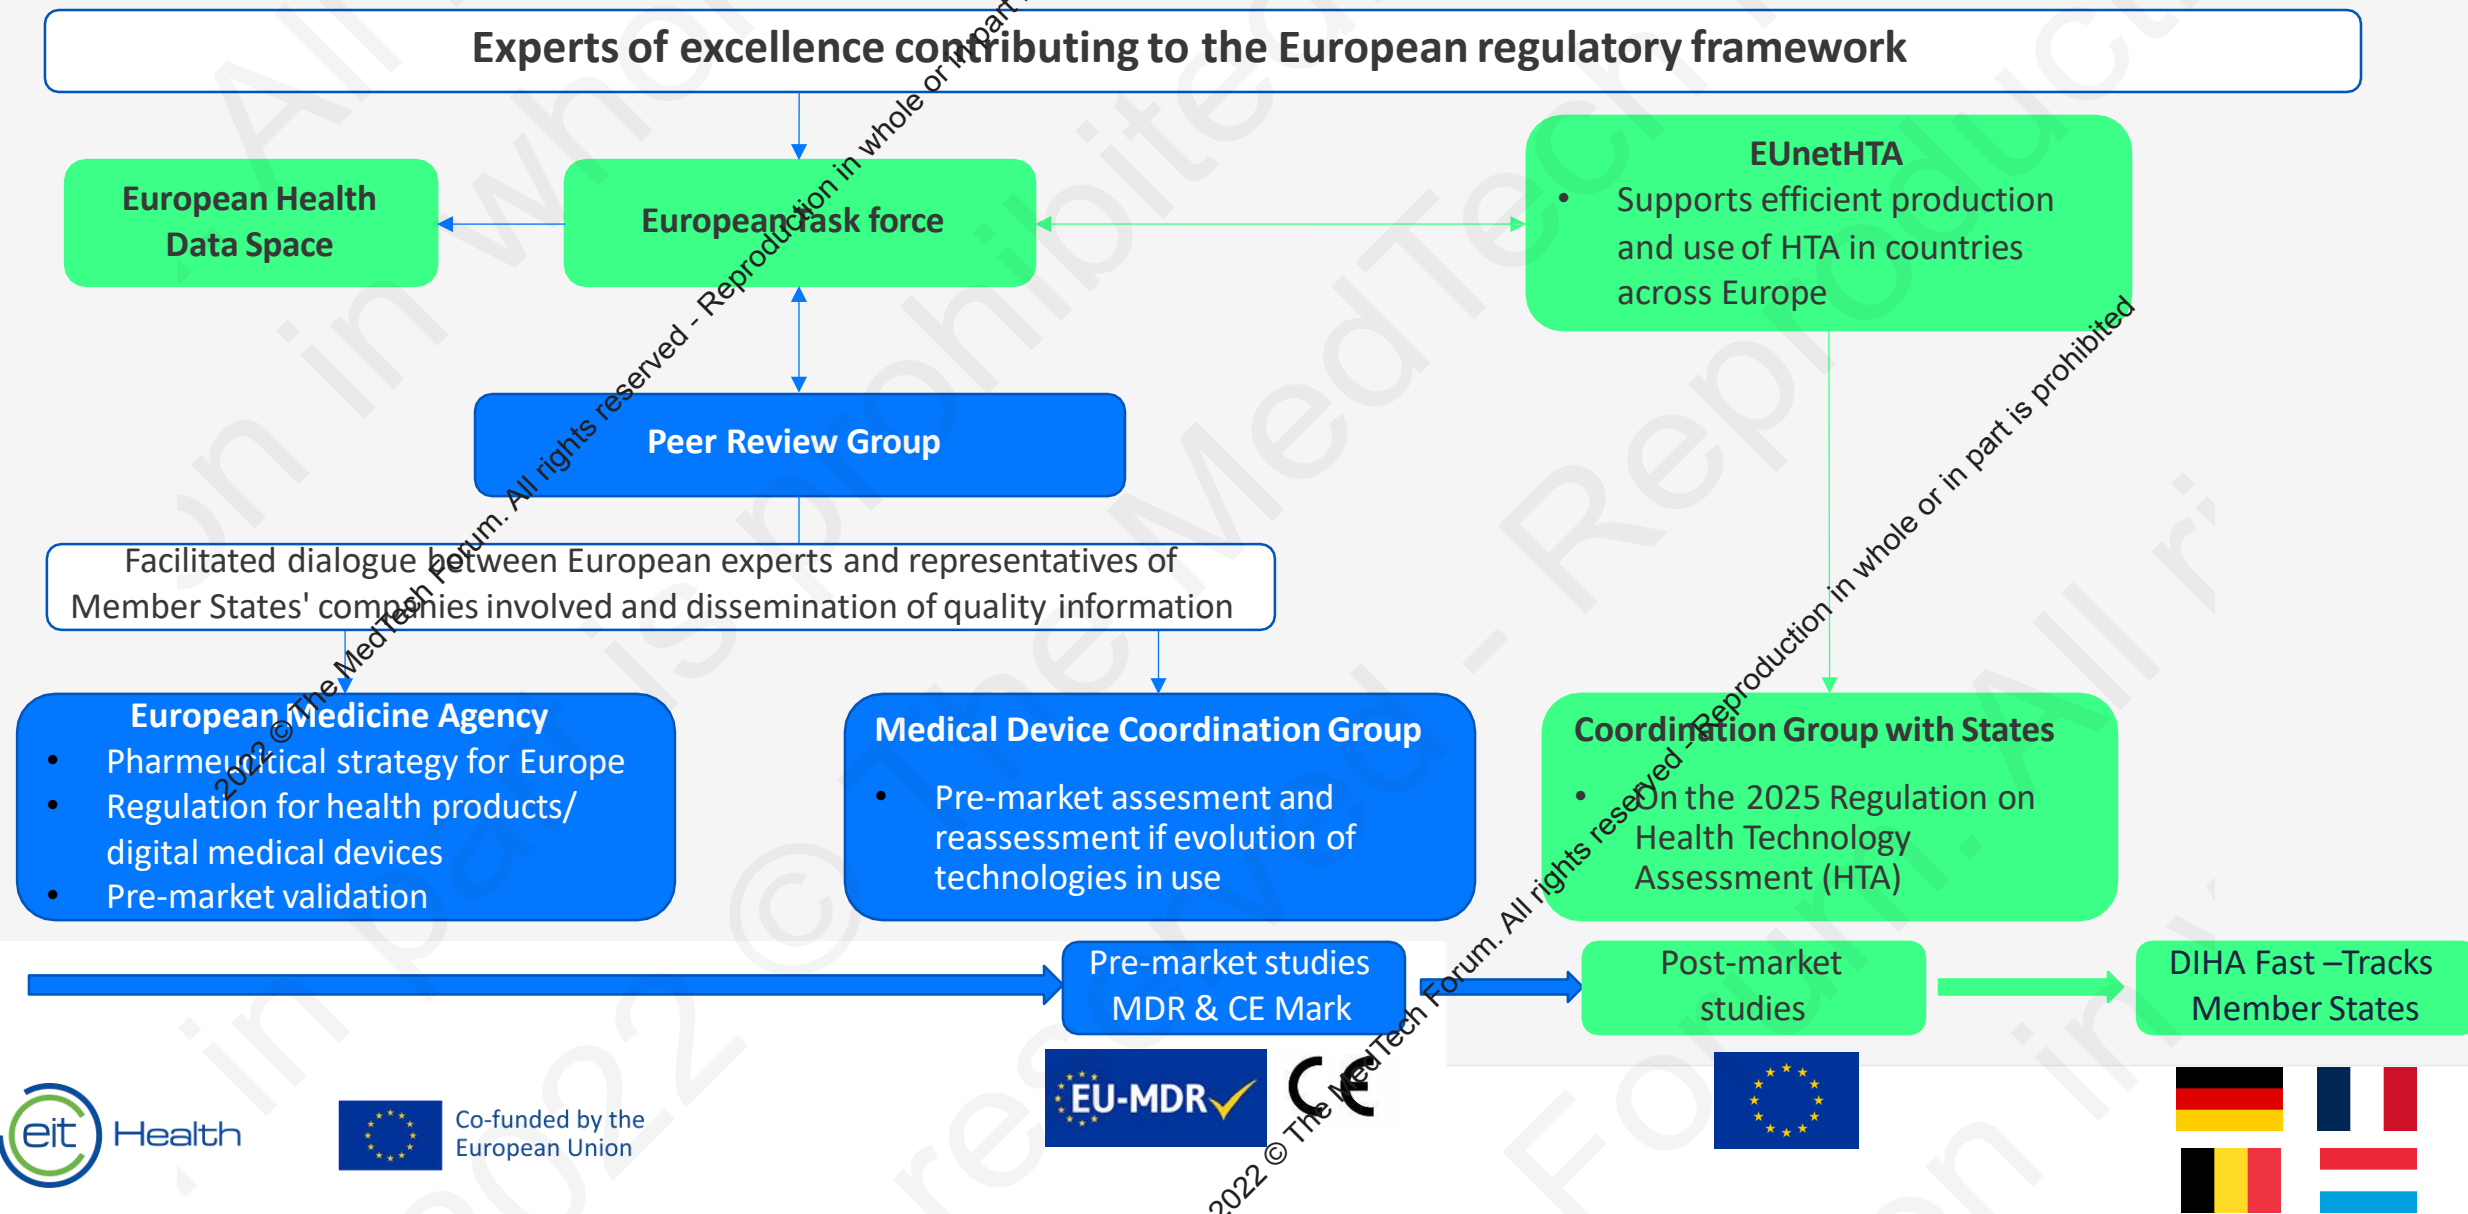 Experts of excellence contributing to the European regulatory framework
European Health
Data Space
European Task force
EUnetHTA
• Supports efficient production
and use of HTA in countries
across Europe
Peer Review Group
Facilitated dialogue between European experts and representatives of
Member States' companies involved and dissemination of quality information
European Medicine Agency
• Pharmeuritical strategy for Europe
• Regulation for health products/
digital medical devices
• Pre-market validation
Medical Device Coordination Group
• Pre-market assesment and
reassessment if evolution of
technologies in use
Coordination Group with States
• On the 2025 Regulation on
Health Technology
Assessment (HTA)
Pre-market studies
MDR & CE Mark
Post-market
studies
DIHA Fast –Tracks
Member States
eit Health
Co-funded by the
European Union
EU-MDR
CE
2022 © The MedTech Forum. All rights reserved - Reproduction in whole or in part
2022 © The MedTech Forum. All rights reserved - Reproduction in whole or in part is prohibited